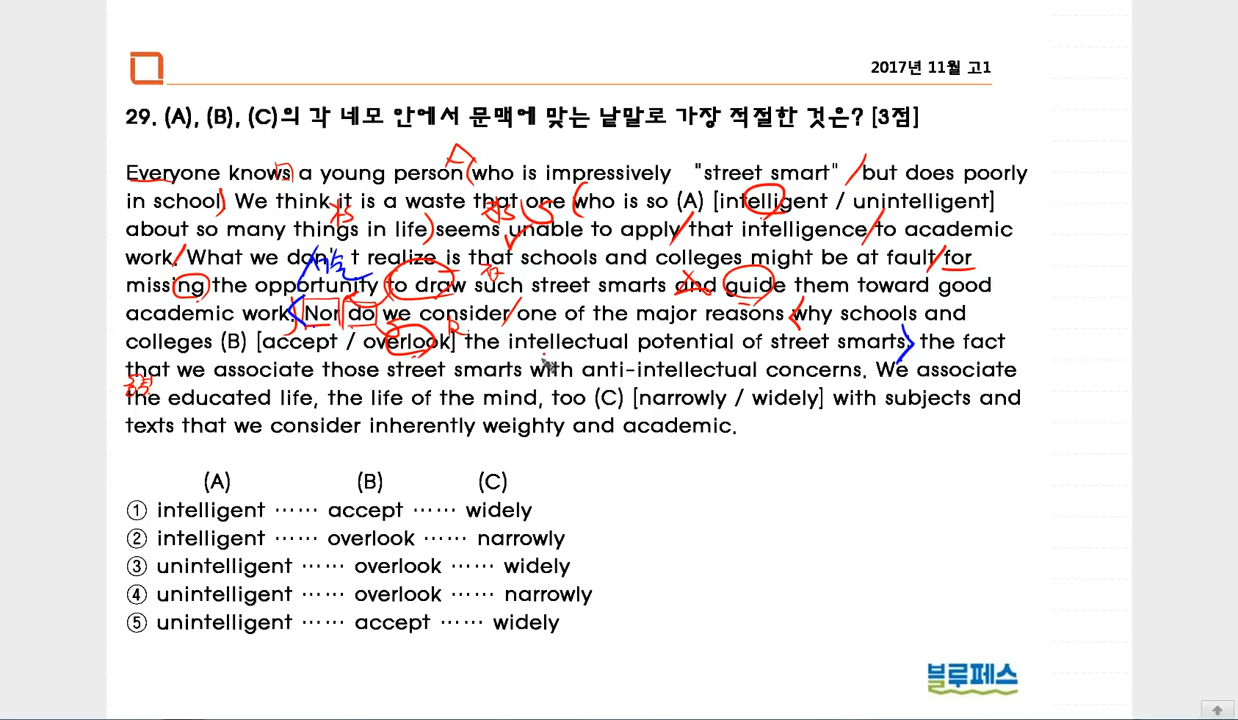 2017년 11월 고1
29. (A), (B), (C)의 각 네모 안에서 문맥에 맞는 낱말로 가장 적절한 것은? [3점]
Everyone knows a young person who is impressively "street smart" but does poorly
in school. We think it is a waste that one who is so (A) [intelligent / unintelligent]
about so many things in life seems unable to apply that intelligence to academic
work. What we don't realize is that schools and colleges might be at fault for
missing the opportunity to draw such street smarts and guide them toward good
academic work. Nor do we consider one of the major reasons why schools and
colleges (B) [accept / overlook] the intellectual potential of street smarts: the fact
that we associate those street smarts with anti-intellectual concerns. We associate
the educated life, the life of the mind, too (C) [narrowly / widely] with subjects and
texts that we consider inherently weighty and academic.
(A) (B) (C)
① intelligent ⋯⋯ accept ⋯⋯ widely
② intelligent ⋯⋯ overlook ⋯⋯ narrowly
③ unintelligent ⋯⋯ overlook ⋯⋯ widely
④ unintelligent ⋯⋯ overlook ⋯⋯ narrowly
⑤ unintelligent ⋯⋯ accept ⋯⋯ widely
블루페스